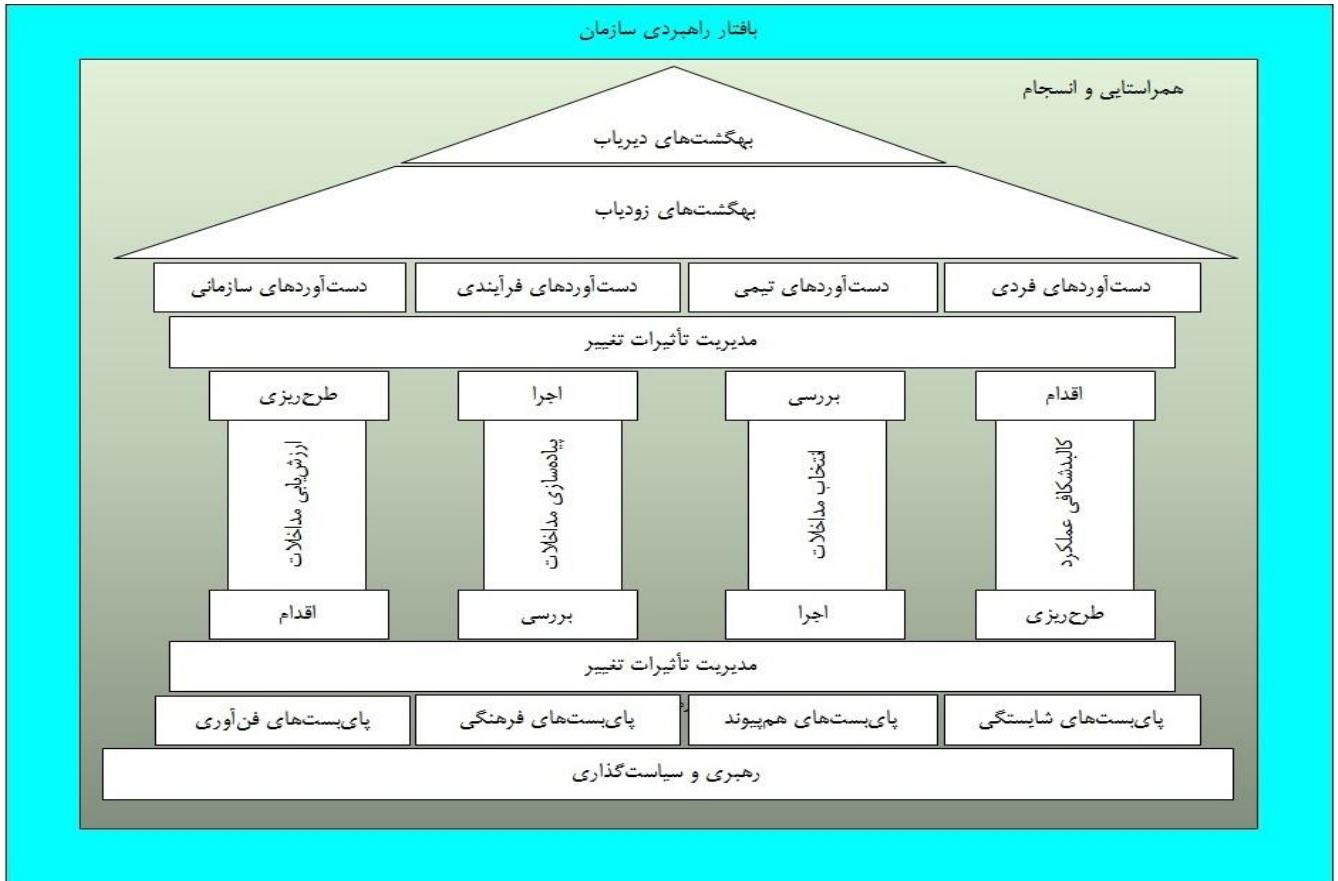 بافتار راهبردی سازمان
همراستایی و انسجام
بهگشت‌های دیریاب
بهگشت‌های زودیاب
دست‌آوردهای فردی
دست‌آوردهای تیمی
دست‌آوردهای فرآیندی
دست‌آوردهای سازمانی
مدیریت تأثیرات تغییر
اقدام
بررسی
اجرا
طرح‌ریزی
کالبدشکافی عملکرد
انتخاب مداخلات
پیاده‌سازی مداخلات
ارزش‌یابی مداخلات
طرح‌ریزی
اجرا
بررسی
اقدام
مدیریت تأثیرات تغییر
پای‌بست‌های شایستگی
پای‌بست‌های هم‌پیوند
پای‌بست‌های فرهنگی
پای‌بست‌های فن‌آوری
رهبری و سیاست‌گذاری